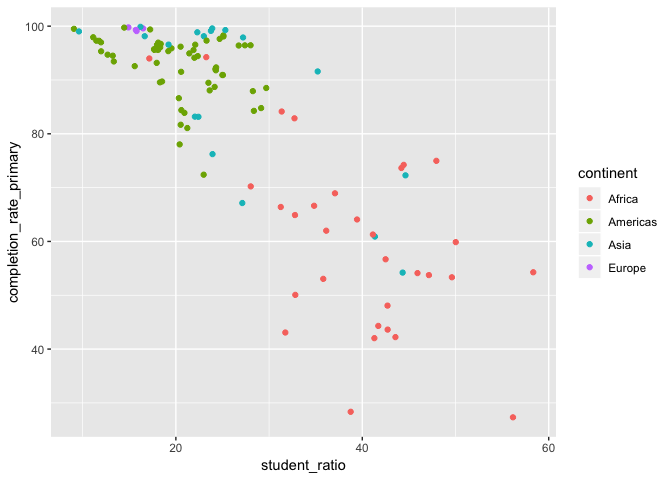 100
80
60
40
completion_rate_primary
20
40
60
student_ratio
continent
Africa
Americas
Asia
Europe